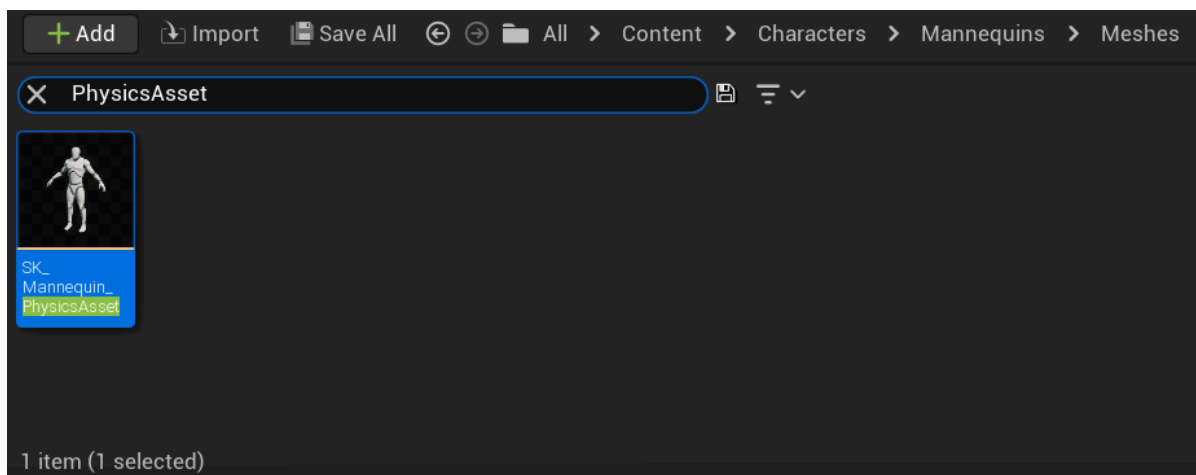 + Add Import Save All All > Content > Characters > Mannequins > Meshes
PhysicsAsset
SK_
Mannequin_
PhysicsAsset
1 item (1 selected)